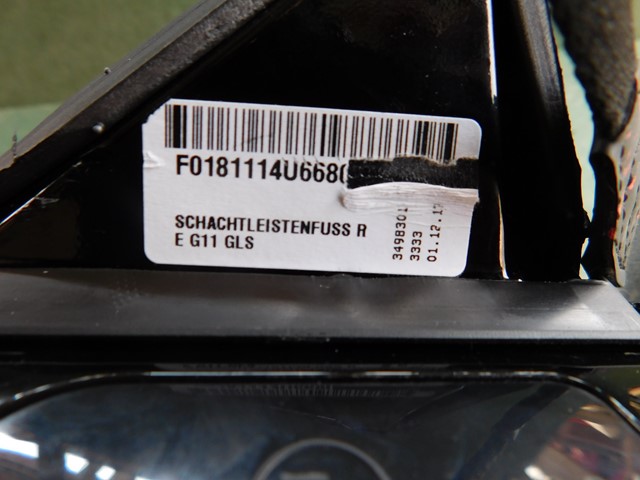 F0181114U668
SCHACHTLEISTENFUSS R
E G11 GLS
3498301
3333
01.12.17